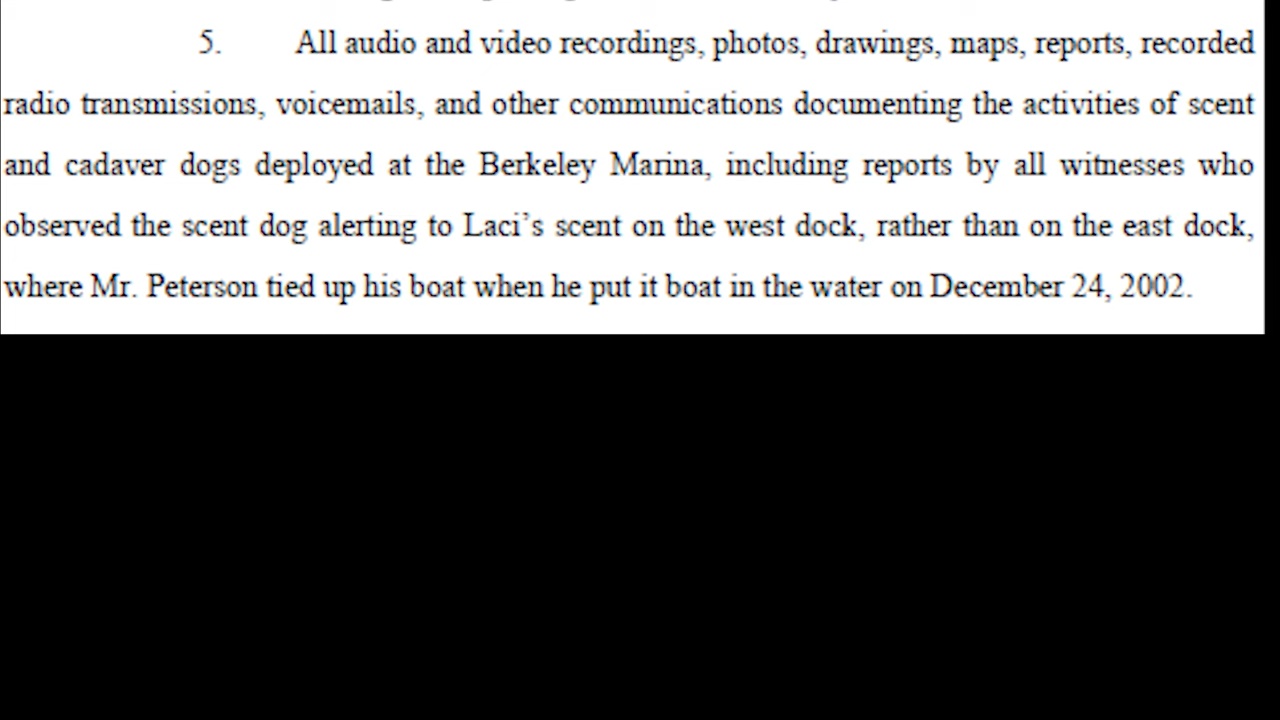 5. All audio and video recordings, photos, drawings, maps, reports, recorded
radio transmissions, voicemails, and other communications documenting the activities of scent
and cadaver dogs deployed at the Berkeley Marina, including reports by all witnesses who
observed the scent dog alerting to Laci’s scent on the west dock, rather than on the east dock,
where Mr. Peterson tied up his boat when he put it boat in the water on December 24, 2002.